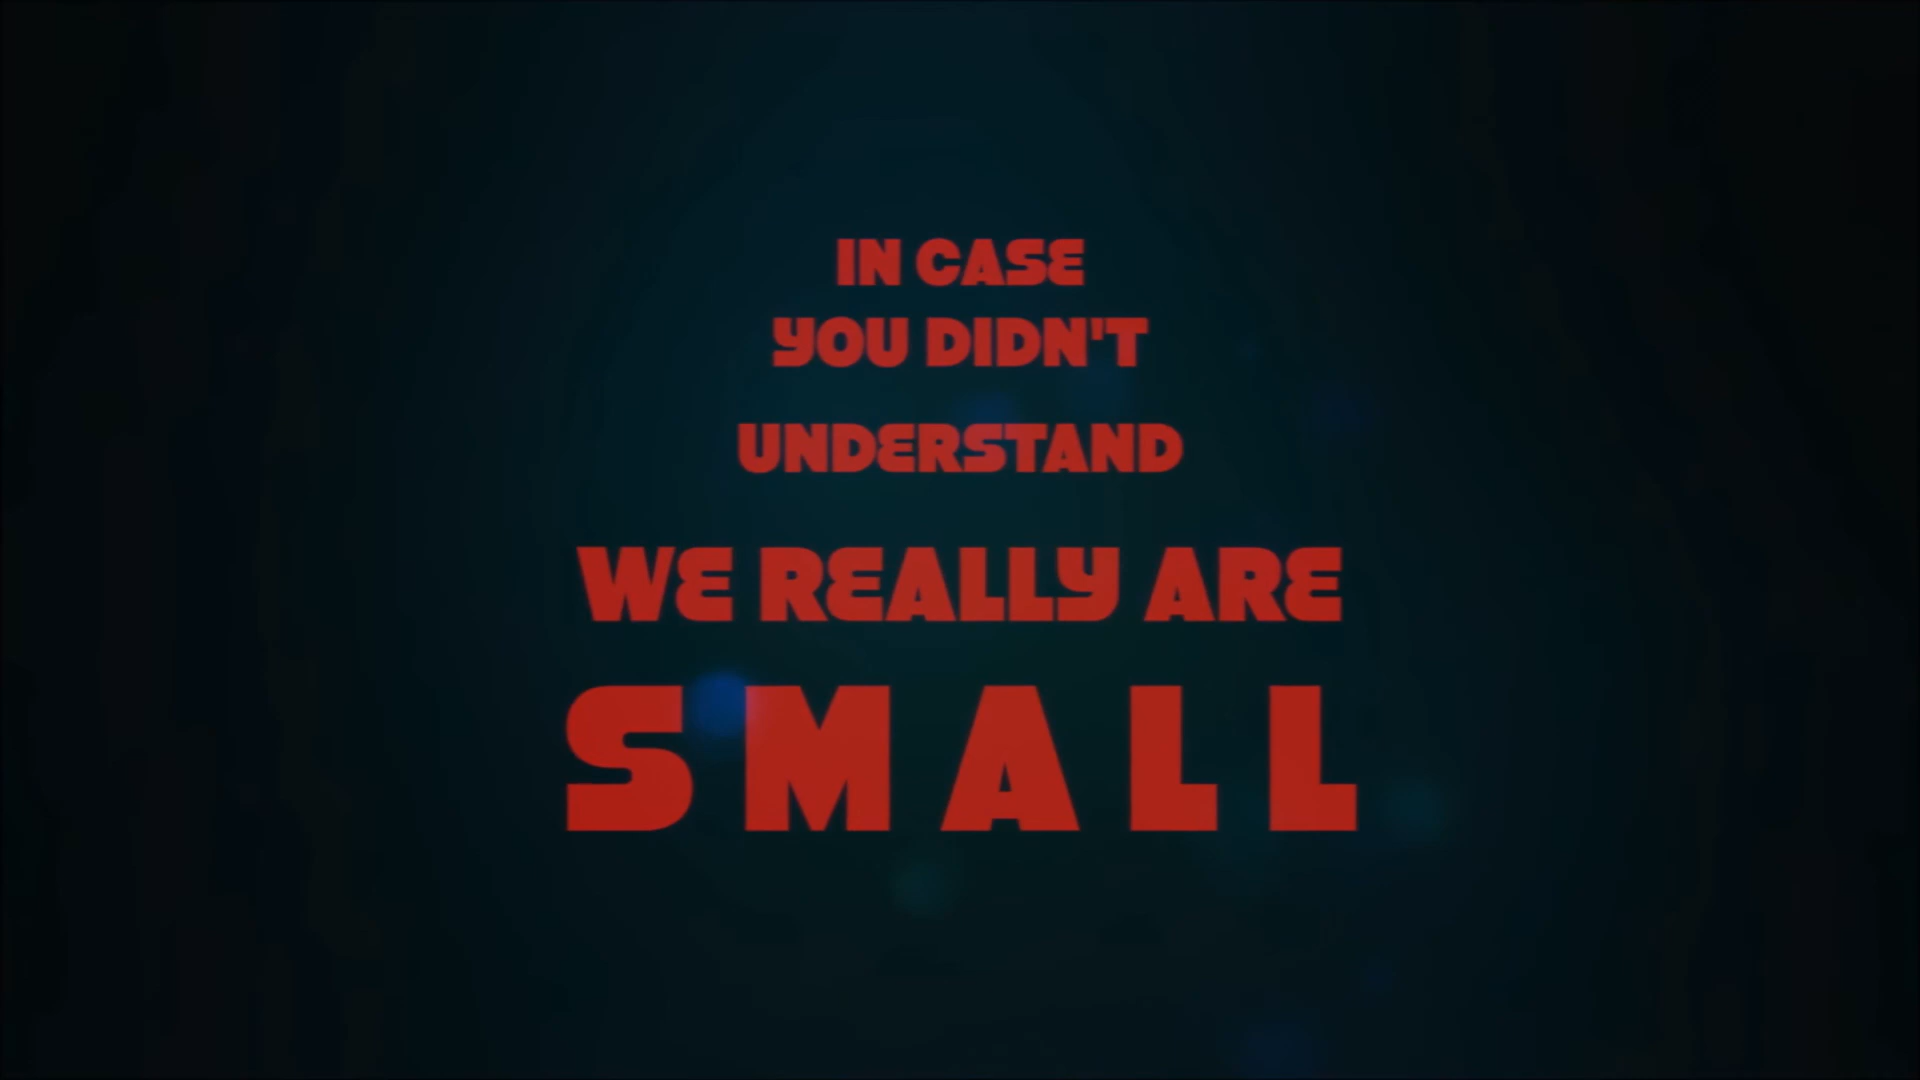 IN CASE
YOU DIDN'T
UNDERSTAND
WE REALLY ARE
SMALL